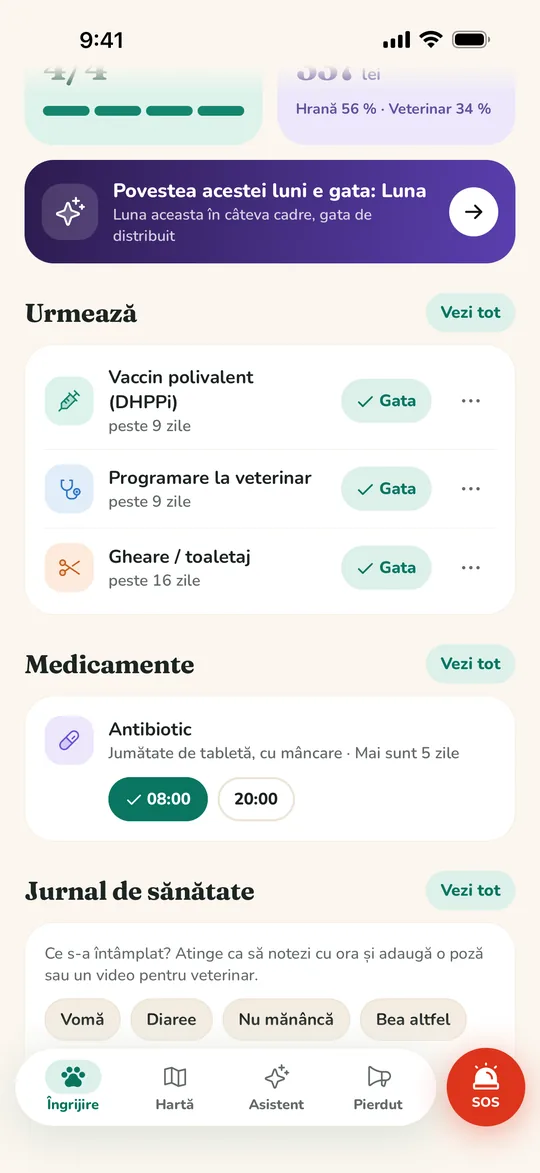 9:41
4/4
lei
Hrană 56 % · Veterinar 34 %
Povestea acestei luni e gata: Luna
Luna aceasta în câteva cadre, gata de
distribuit
Urmează
Vezi tot
Vaccin polivalent
(DHPPi)
peste 9 zile
Gata
Programare la veterinar
peste 9 zile
Gata
Gheare / toaletaj
peste 16 zile
Gata
Medicamente
Vezi tot
Antibiotic
Jumătate de tabletă, cu mâncare · Mai sunt 5 zile
08:00
20:00
Jurnal de sănătate
Vezi tot
Ce s-a întâmplat? Atinge ca să notezi cu ora și adaugă o poză
sau un video pentru veterinar.
Vomă
Diaree
Nu mănâncă
Bea altfel
Îngrijire
Hartă
Asistent
Pierdut
SOS